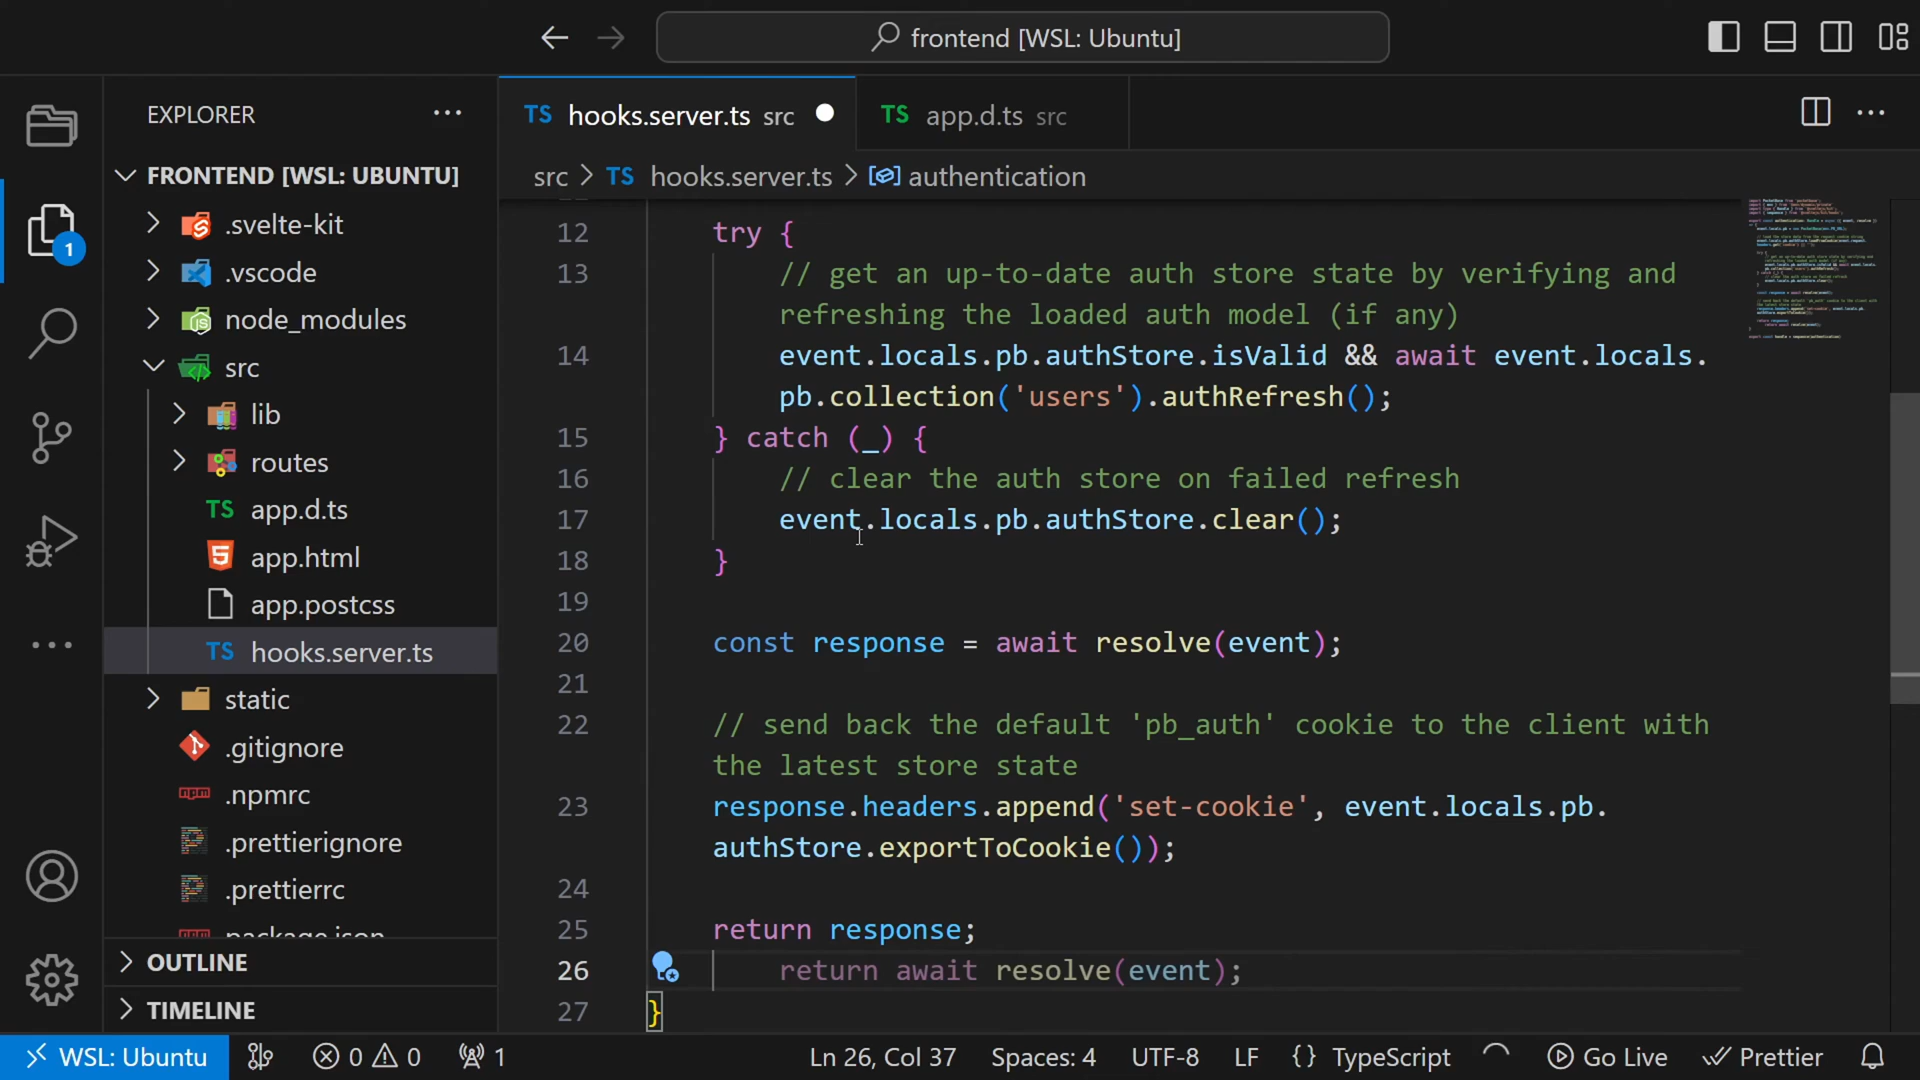 frontend [WSL: Ubuntu]
EXPLORER
TS hooks.server.ts src
TS app.d.ts src
FRONTEND [WSL: UBUNTU]
src > TS hooks.server.ts > authentication
.svelte-kit
.vscode
node_modules
src
lib
routes
TS app.d.ts
app.html
app.postcss
TS hooks.server.ts
static
.gitignore
.npmrc
.prettierignore
.prettierrc
package.json
OUTLINE
TIMELINE
1
12 try {
13 // get an up-to-date auth store state by verifying and
refreshing the loaded auth model (if any)
14 event.locals.pb.authStore.isValid && await event.locals.
pb.collection('users').authRefresh();
15 } catch (_) {
16 // clear the auth store on failed refresh
17 event.locals.pb.authStore.clear();
18 }
19
20 const response = await resolve(event);
21
22 // send back the default 'pb_auth' cookie to the client with
the latest store state
23 response.headers.append('set-cookie', event.locals.pb.
authStore.exportToCookie());
24
25 return response;
26 return await resolve(event);
27 }
WSL: Ubuntu 0 0 1 Ln 26, Col 37 Spaces: 4 UTF-8 LF {} TypeScript Go Live Prettier